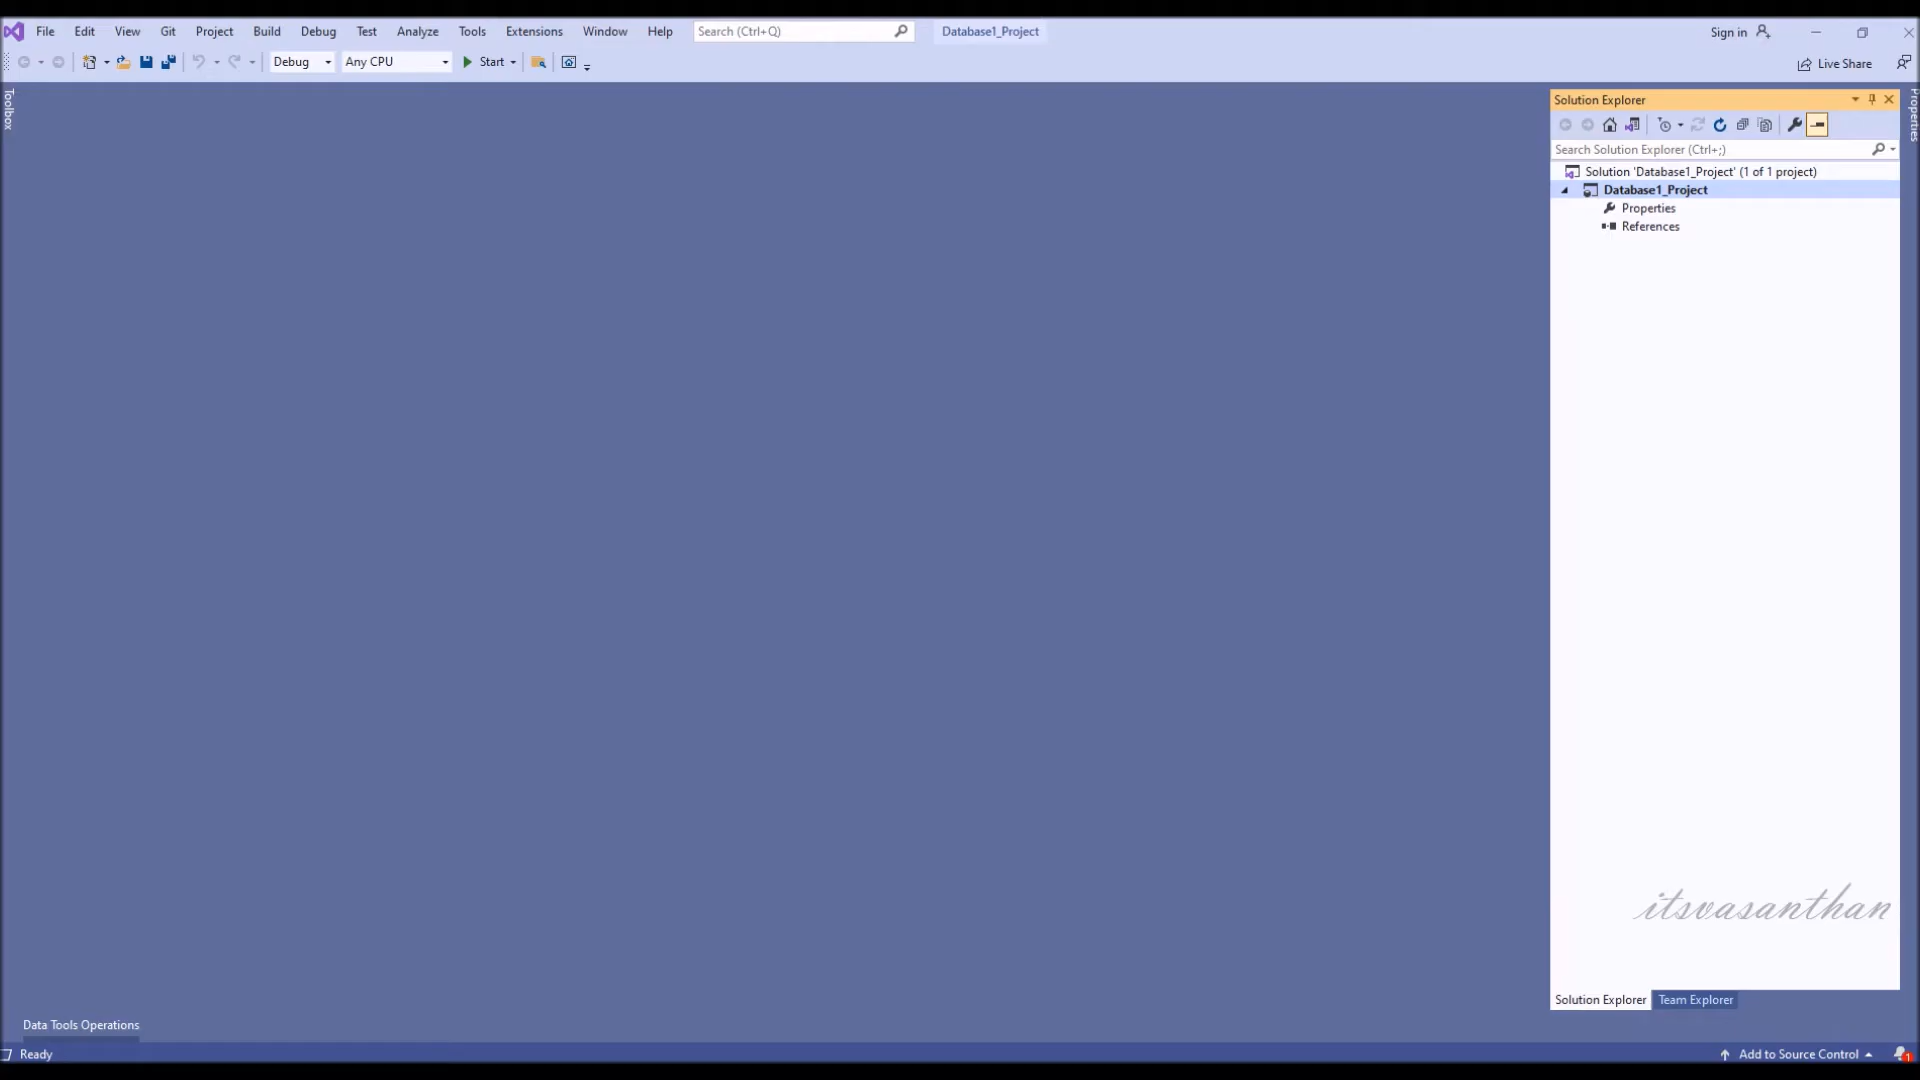 File Edit View Git Project Build Debug Test Analyze Tools Extensions Window Help Search (Ctrl+Q) Database1_Project Sign in
Debug Any CPU Start Live Share
Toolbox
Properties
Solution Explorer
Search Solution Explorer (Ctrl+;)
Solution 'Database1_Project' (1 of 1 project)
Database1_Project
Properties
References
itsvasanthan
Solution Explorer Team Explorer
Data Tools Operations
Ready Add to Source Control 1